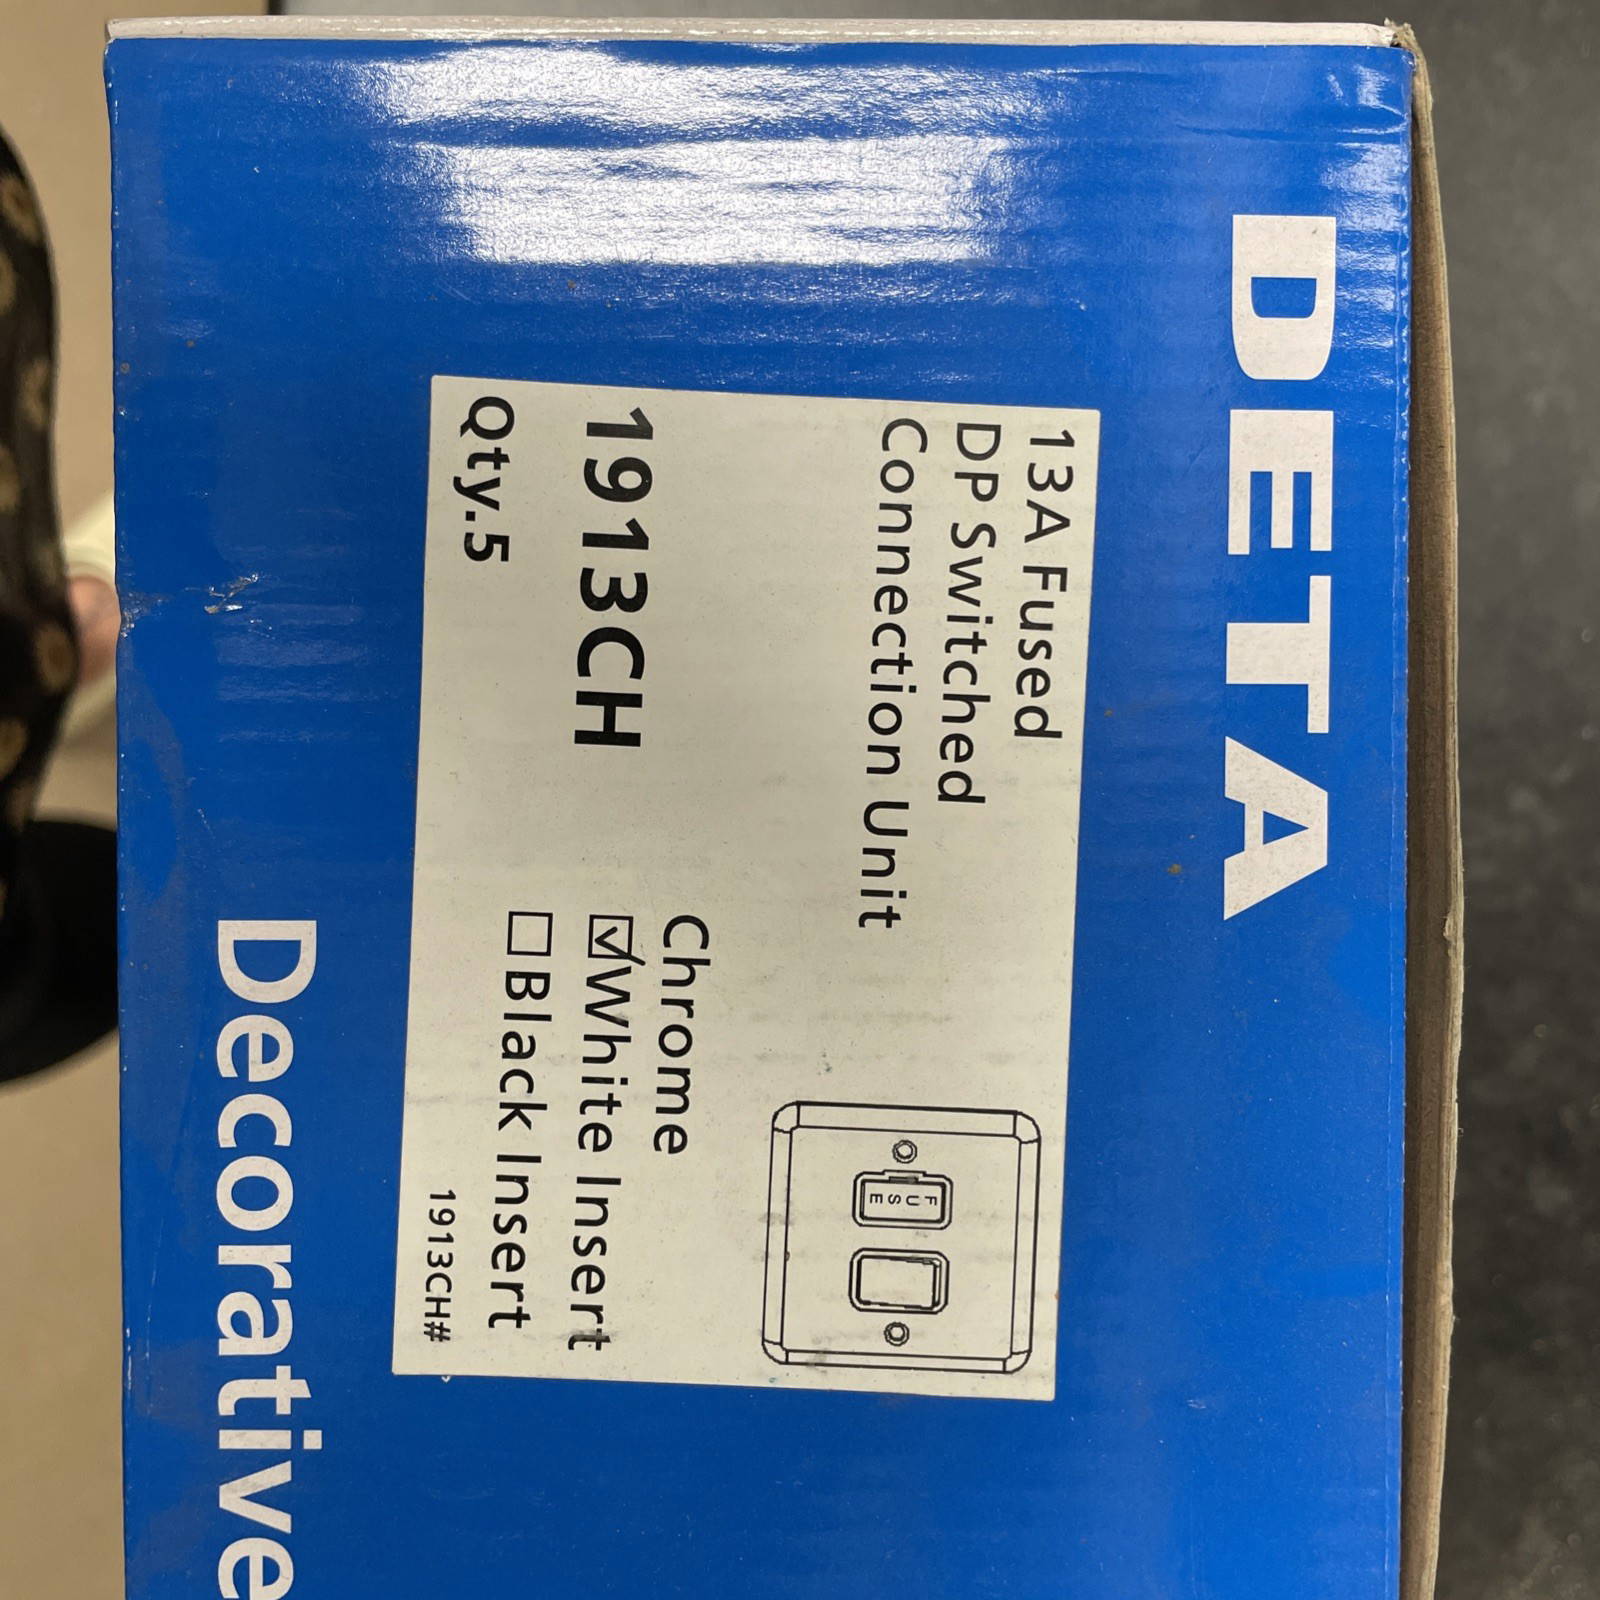 DETA
13A Fused
DP Switched
Connection Unit
FUSE
1913CH
Qty.5
Chrome
☑White Insert
☐Black Insert
1913CH#
Decorative